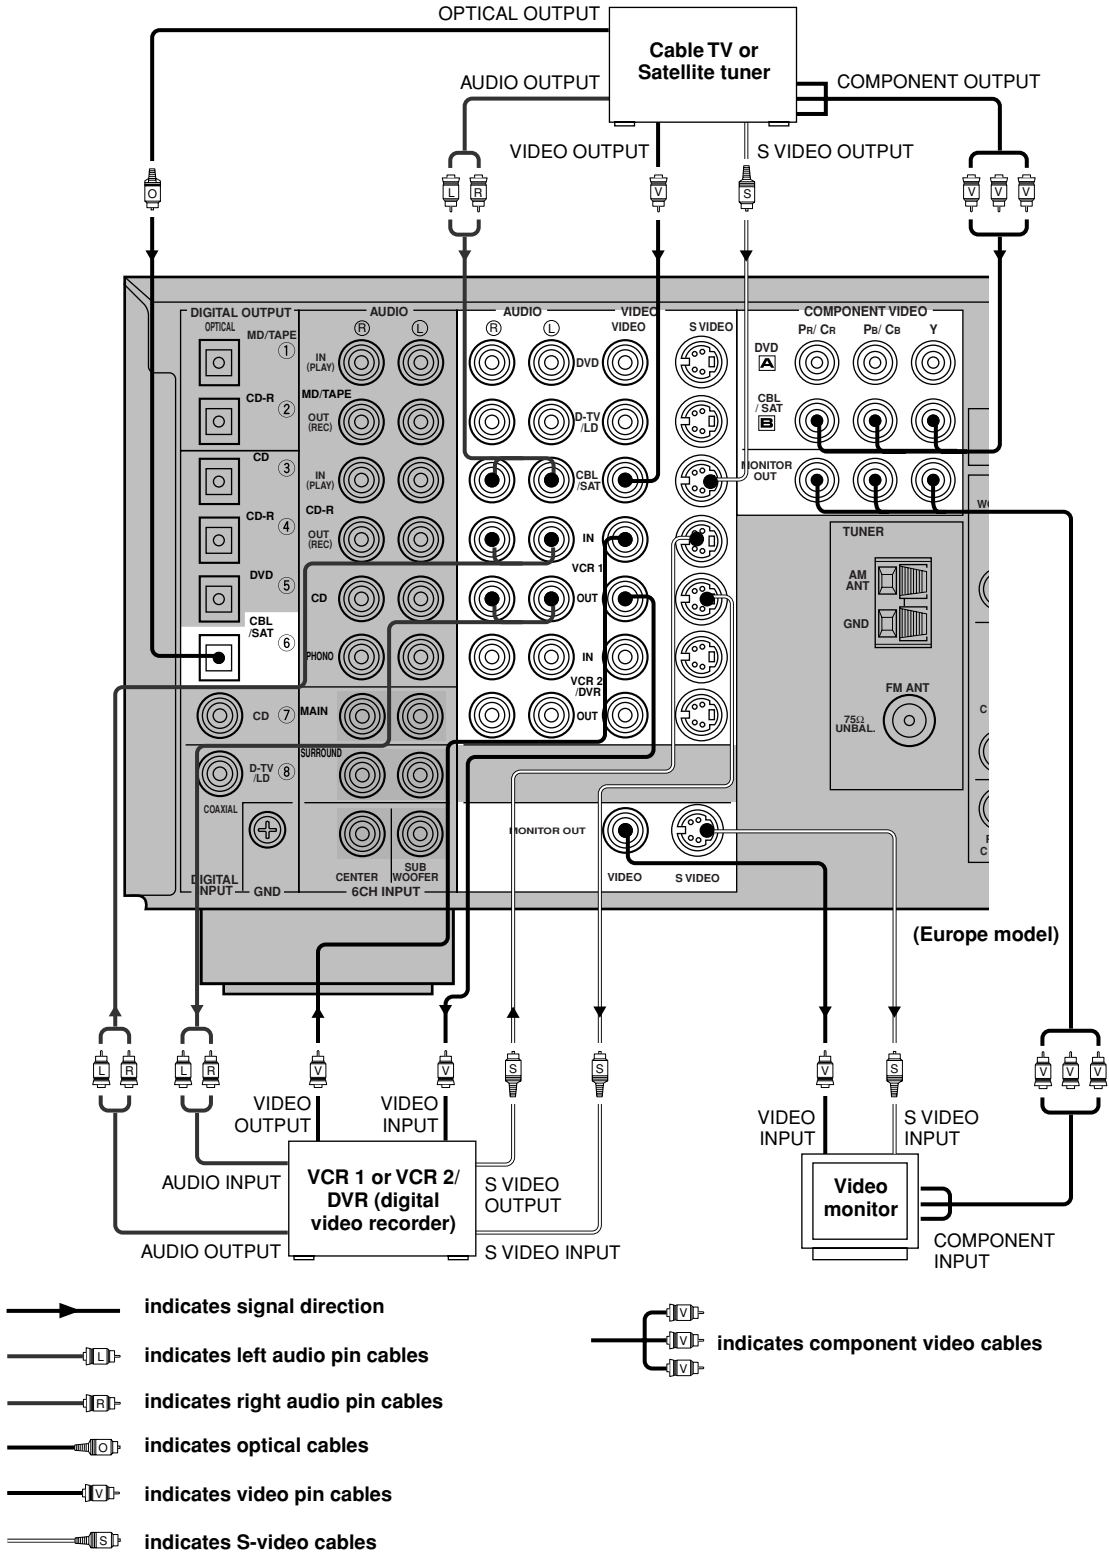 OPTICAL OUTPUT
Cable TV or
Satellite tuner
AUDIO OUTPUT
COMPONENT OUTPUT
VIDEO OUTPUT
S VIDEO OUTPUT
O
L
R
V
S
V
V
V
DIGITAL OUTPUT
OPTICAL
MD/TAPE
①
CD-R
②
CD
③
CD-R
④
DVD
⑤
CBL
/SAT
⑥
CD
⑦
D-TV
/LD
⑧
COAXIAL
DIGITAL
INPUT
GND
AUDIO
R
L
IN
(PLAY)
MD/TAPE
OUT
(REC)
IN
(PLAY)
CD-R
OUT
(REC)
CD
PHONO
MAIN
SURROUND
CENTER
SUB
WOOFER
6CH INPUT
AUDIO
R
L
VIDEO
VIDEO
S VIDEO
DVD
D-TV
/LD
CBL
/SAT
IN
VCR 1
OUT
IN
VCR 2
/DVR
OUT
MONITOR OUT
VIDEO
S VIDEO
COMPONENT VIDEO
PR/ CR
PB/ CB
Y
DVD
A
CBL
/ SAT
B
MONITOR
OUT
TUNER
AM
ANT
GND
FM ANT
75Ω
UNBAL.
(Europe model)
L
R
L
R
V
V
S
S
V
S
V
V
V
VIDEO
OUTPUT
VIDEO
INPUT
AUDIO INPUT
AUDIO OUTPUT
VCR 1 or VCR 2/
DVR (digital
video recorder)
S VIDEO
OUTPUT
S VIDEO INPUT
VIDEO
INPUT
S VIDEO
INPUT
Video
monitor
COMPONENT
INPUT
indicates signal direction
L
indicates left audio pin cables
R
indicates right audio pin cables
O
indicates optical cables
V
indicates video pin cables
S
indicates S-video cables
V
V
V
indicates component video cables